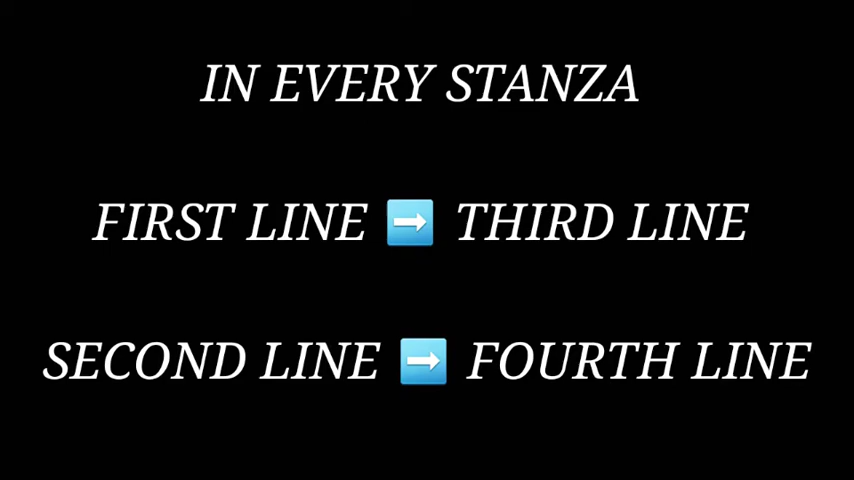 IN EVERY STANZA
FIRST LINE ➡️ THIRD LINE
SECOND LINE ➡️ FOURTH LINE